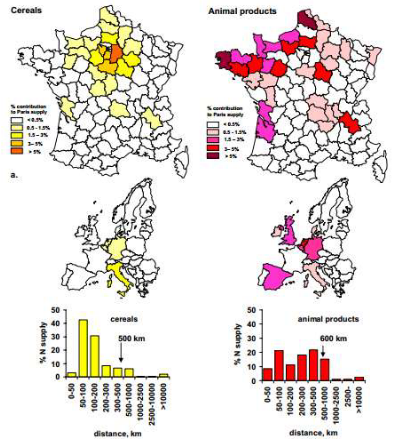 Cereals
Animal products
% contribution
to Paris supply
< 0.5%
0.5 - 1.5%
1.5 – 3%
3– 5%
> 5%
% contribution
to Paris supply
< 0.5%
0.5 - 1.5%
1.5 – 3%
3– 5%
> 5%
a.
50
40
30
20
10
0
% N supply
cereals
500 km
0-50
50-100
100-200
200-300
300-500
500-1000
1000-2500
2500-10000
>10000
distance, km
50
40
30
20
10
0
% N supply
animal products
600 km
0-50
50-100
100-200
200-300
300-500
500-1000
1000-2500
2500-10000
>10000
distance, km